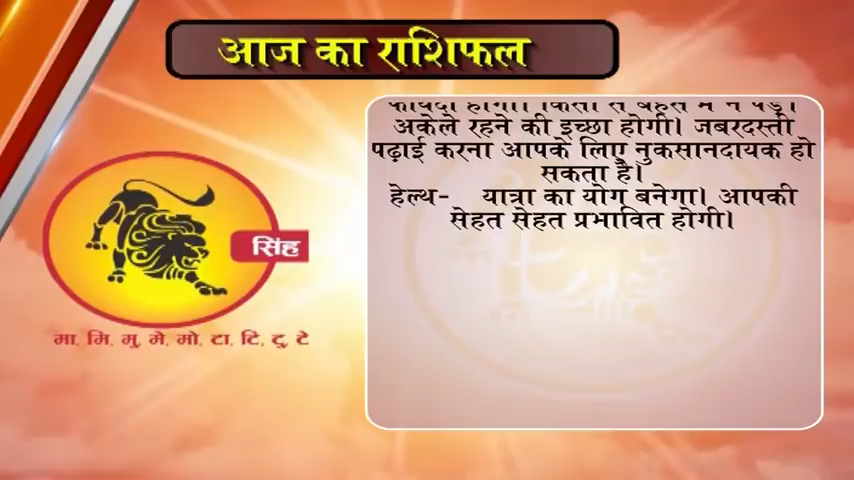 आज का राशिफल
सिंह
मा, मि, मु, मे, मो, टा, टि, टु, टे
अकेले रहने की इच्छा होगी। जबरदस्ती
पढ़ाई करना आपके लिए नुकसानदायक हो
सकता है।
हेल्थ- यात्रा का योग बनेगा। आपकी
सेहत सेहत प्रभावित होगी।